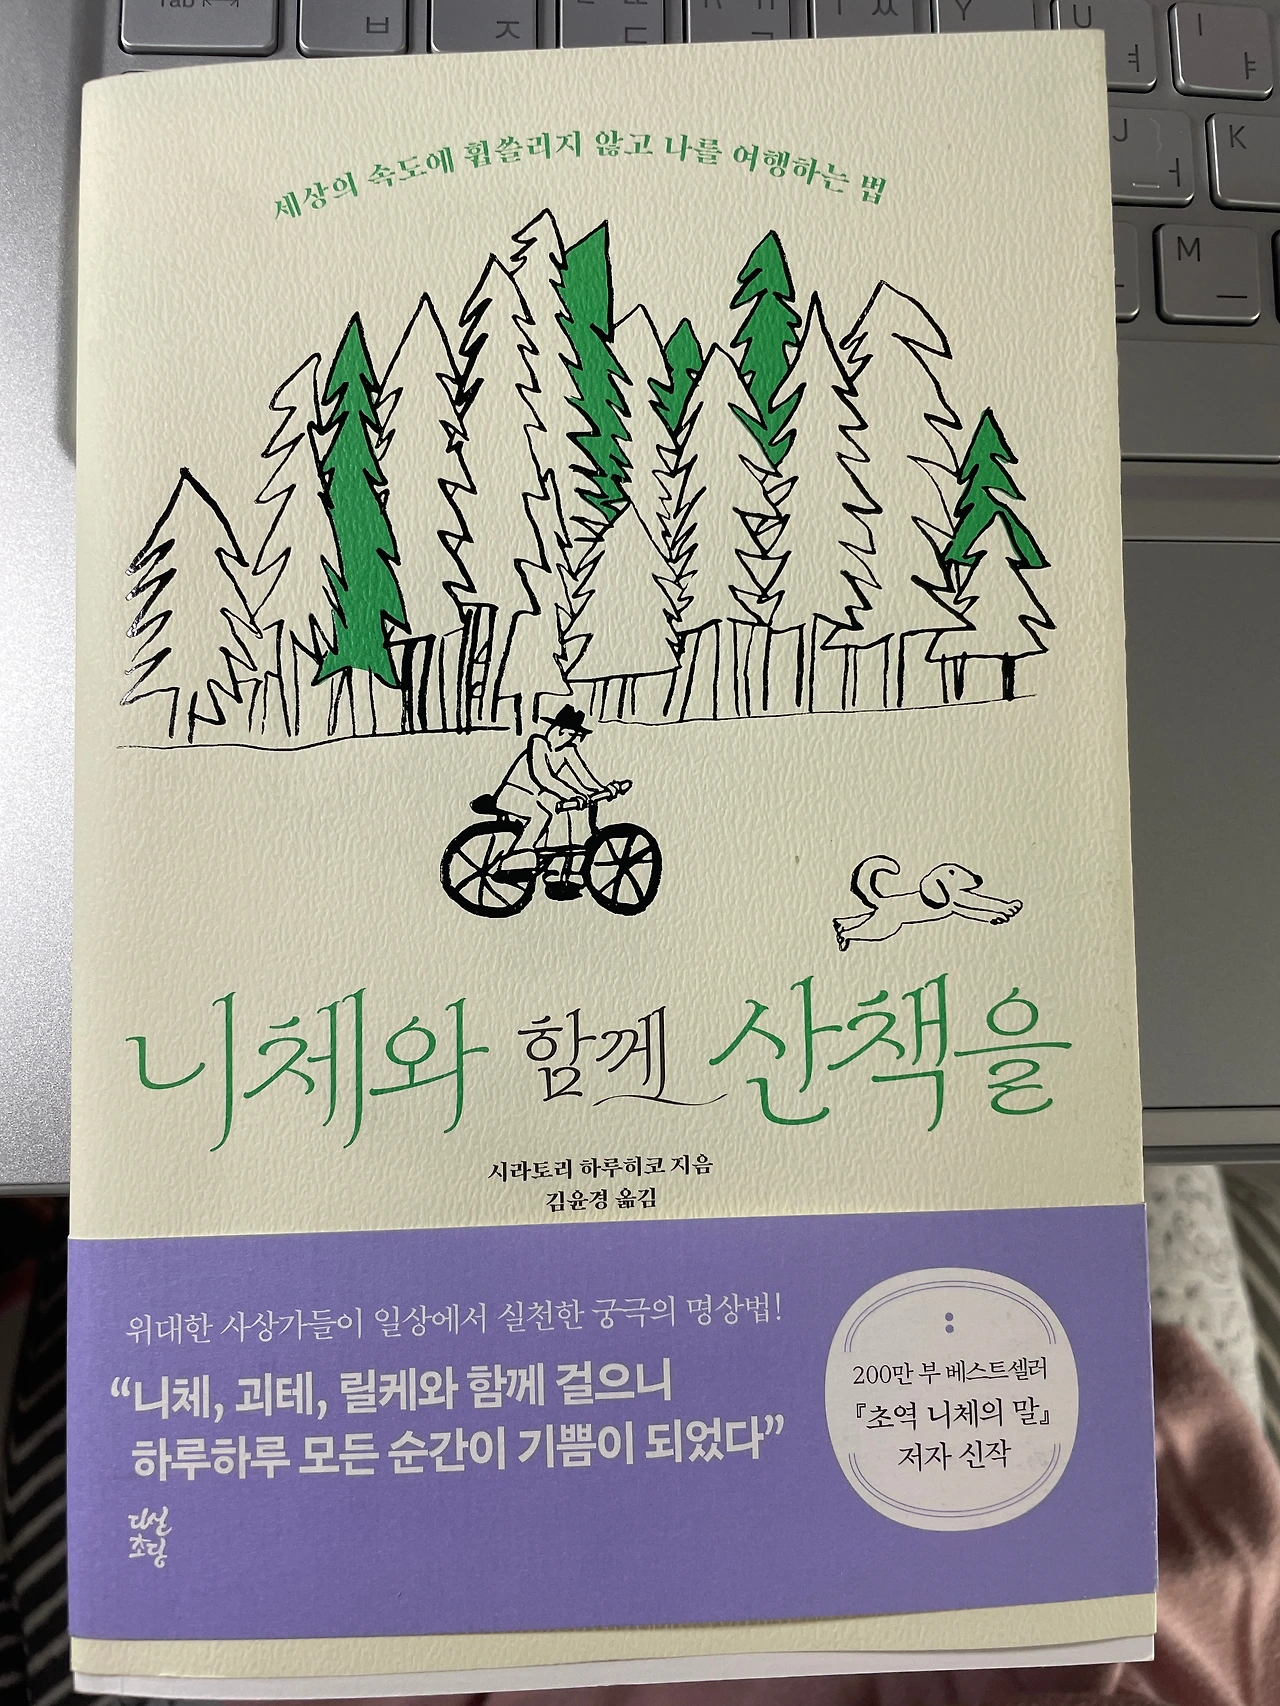 Tab
ㅂ
ㅈ
ㄷ
Y
U
ㅕ
I
ㅑ
J
ㅓ
K
M
ㅡ
세상의 속도에 휩쓸리지 않고 나를 여행하는 법
니체와 함께 산책을
시라토리 하루히코 지음
김윤경 옮김
위대한 사상가들이 일상에서 실천한 궁극의 명상법!
“니체, 괴테, 릴케와 함께 걸으니
하루하루 모든 순간이 기쁨이 되었다”
다산
초당
200만 부 베스트셀러
『초역 니체의 말』
저자 신작